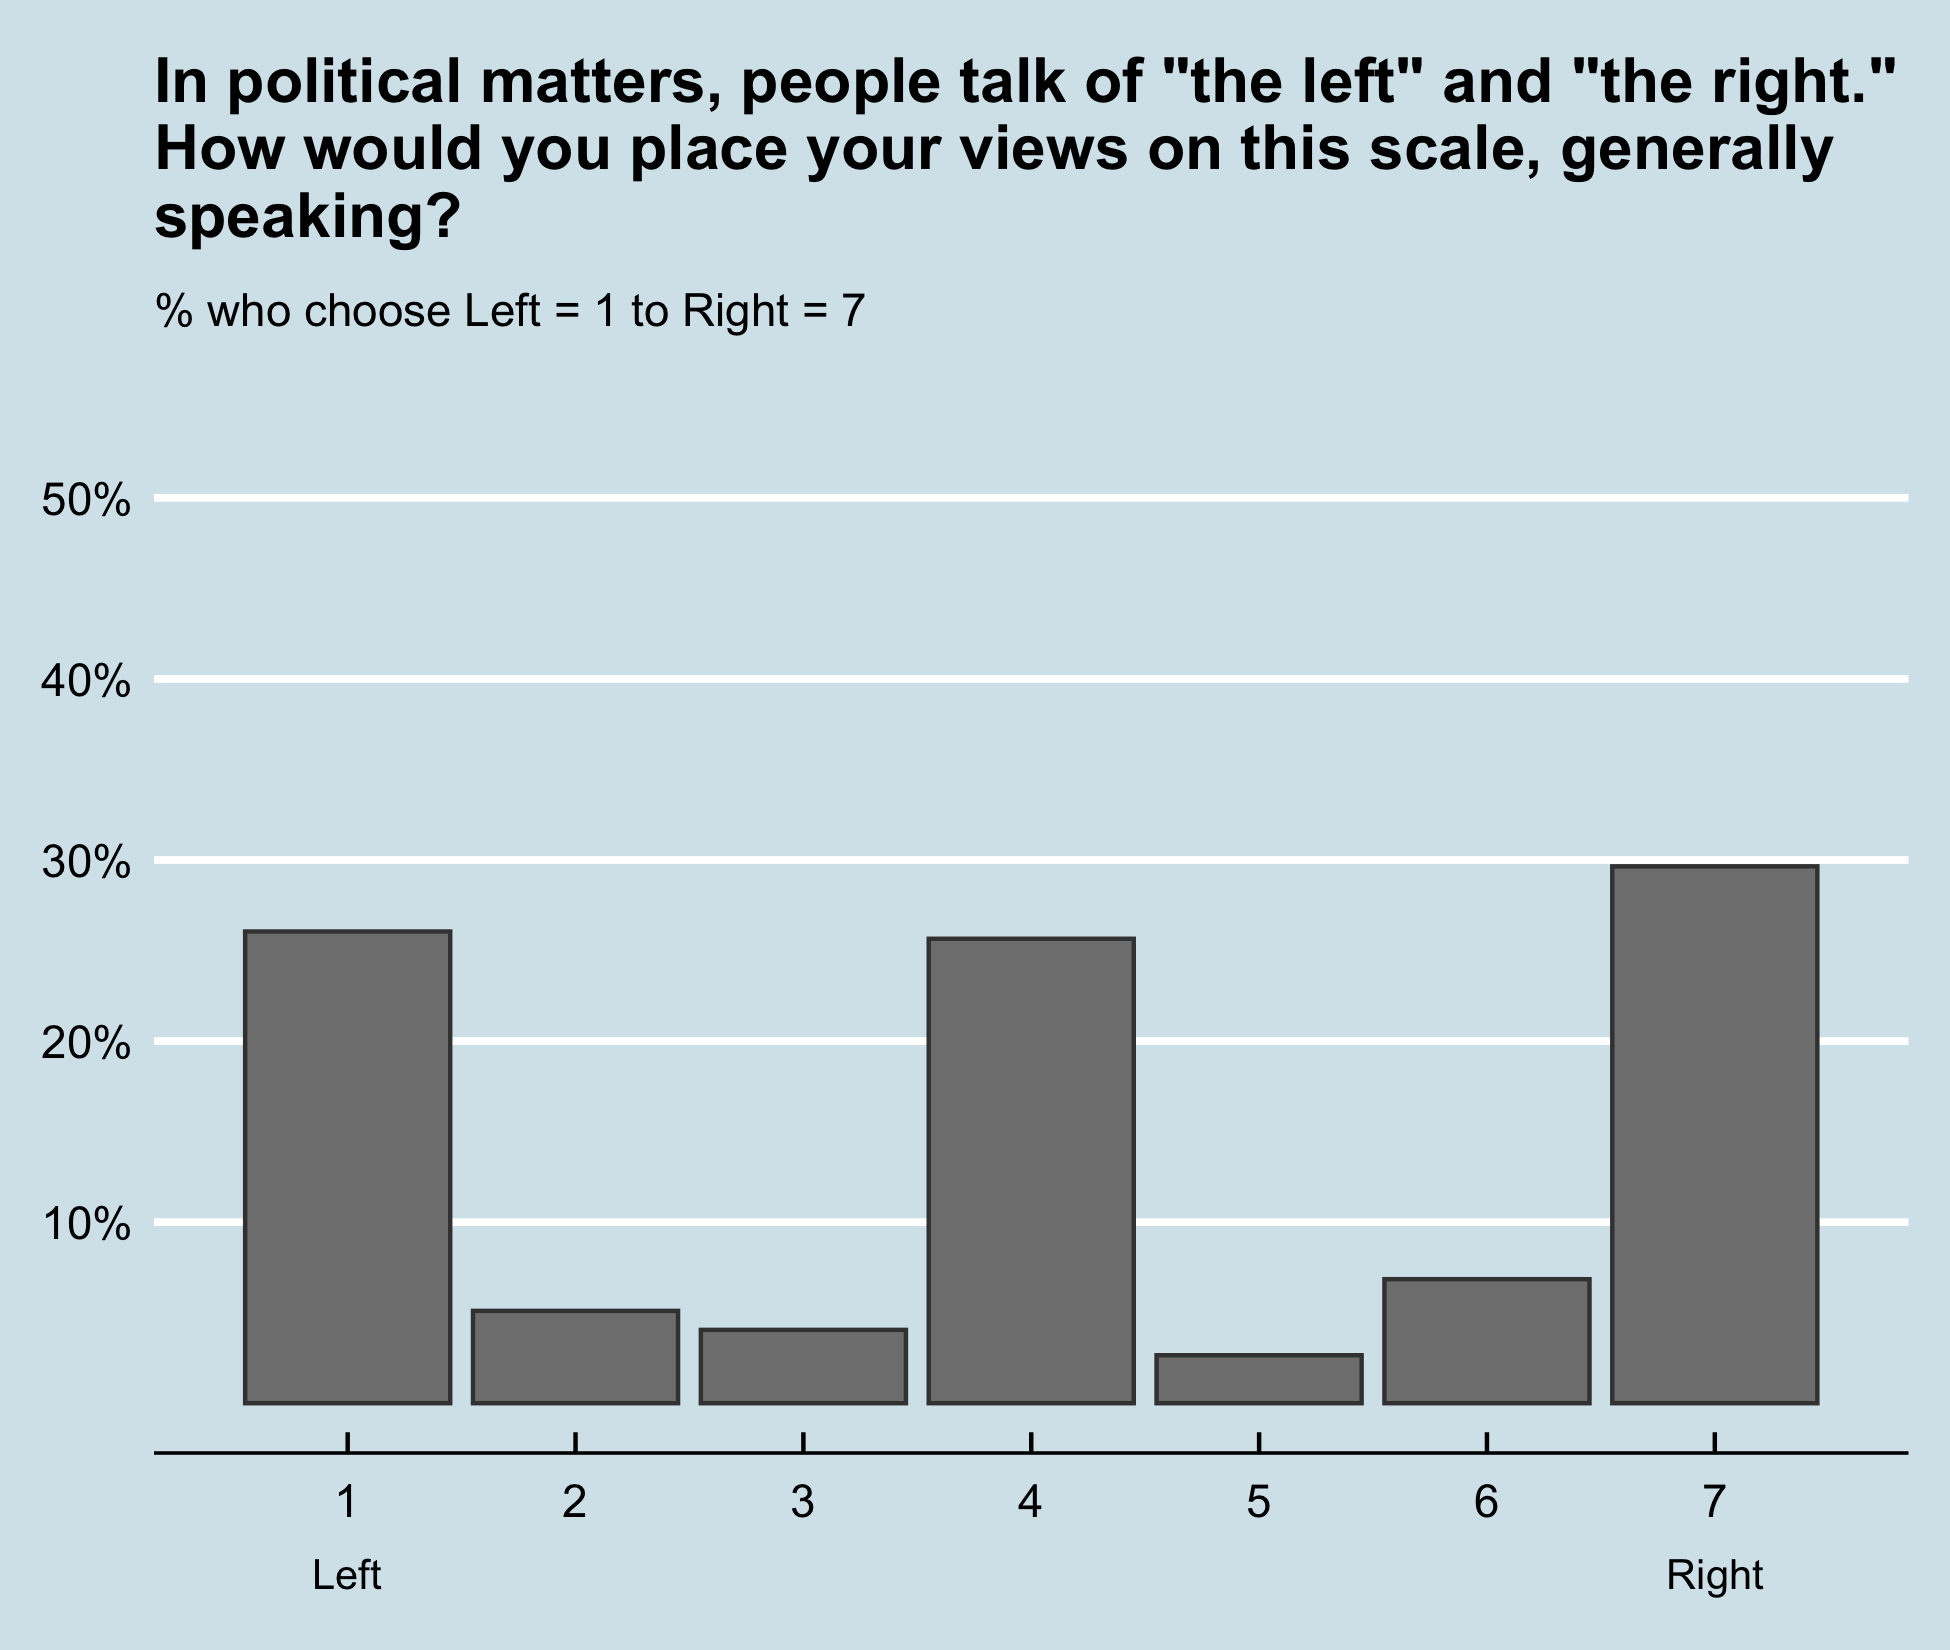 In political matters, people talk of "the left" and "the right."
How would you place your views on this scale, generally
speaking?
% who choose Left = 1 to Right = 7
50%
40%
30%
20%
10%
1 2 3 4 5 6 7
Left Right